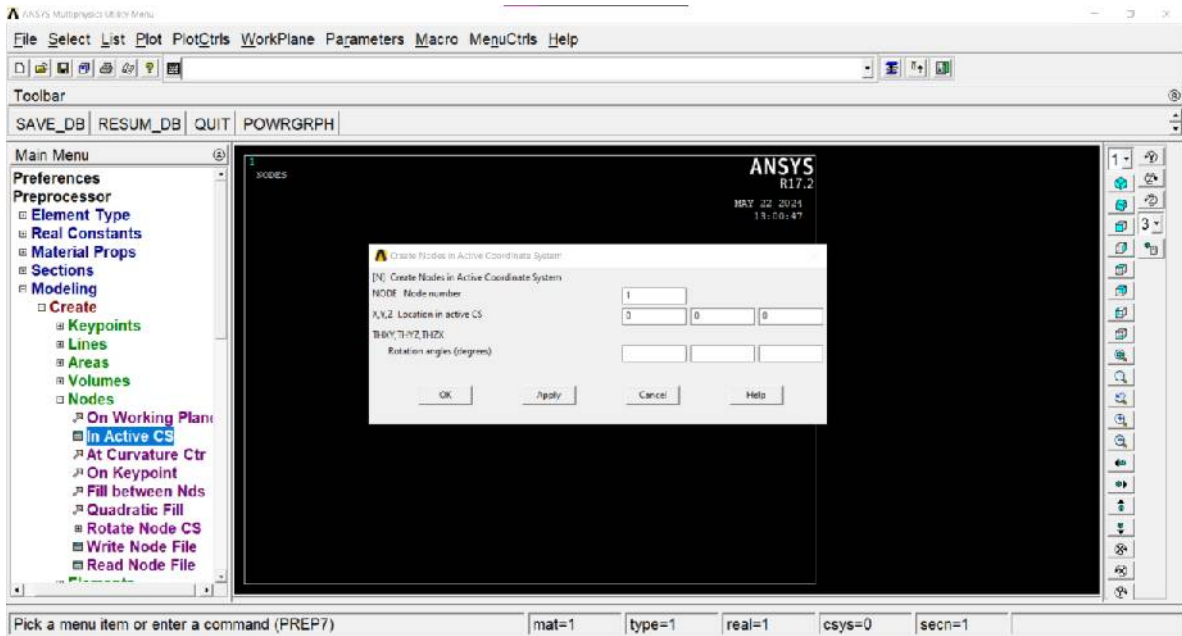 ANSYS Multiphysics Utility Menu
File Select List Plot PlotCtrls WorkPlane Parameters Macro MenuCtrls Help
Toolbar
SAVE_DB RESUM_DB QUIT POWRGRPH
Main Menu
Preferences
Preprocessor
Element Type
Real Constants
Material Props
Sections
Modeling
Create
Keypoints
Lines
Areas
Volumes
Nodes
On Working Plane
In Active CS
At Curvature Ctr
On Keypoint
Fill between Nds
Quadratic Fill
Rotate Node CS
Write Node File
Read Node File
Elements
1
NODES
ANSYS
R17.2
MAY 22 2024
13:00:47
Create Nodes in Active Coordinate System
[N] Create Nodes in Active Coordinate System
NODE Node number 1
X,Y,Z Location in active CS 0 0 0
THXY,THYZ,THZX
Rotation angles (degrees)
OK Apply Cancel Help
1
3
Pick a menu item or enter a command (PREP7) mat=1 type=1 real=1 csys=0 secn=1